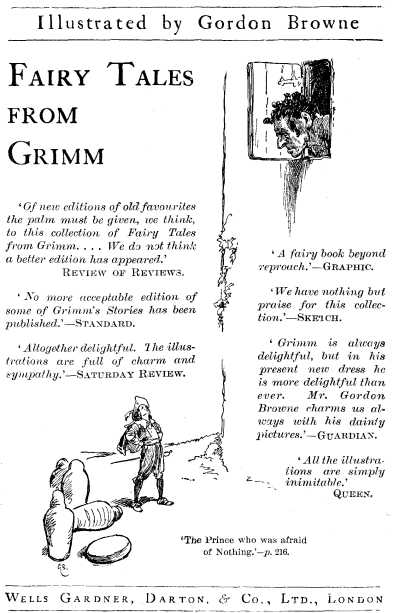 Illustrated by Gordon Browne
FAIRY TALES
FROM
GRIMM
‘Of new editions of old favourites
the palm must be given, we think,
to this collection of Fairy Tales
from Grimm. . . . We do not think
a better edition has appeared.’
REVIEW OF REVIEWS.
‘No more acceptable edition of
some of Grimm's Stories has been
published.’—STANDARD.
‘Altogether delightful. The illus-
trations are full of charm and
sympathy.’—SATURDAY REVIEW.
‘A fairy book beyond
reproach.’—GRAPHIC.
‘We have nothing but
praise for this collec-
tion.’—SKETCH.
‘Grimm is always
delightful, but in his
present new dress he
is more delightful than
ever. Mr. Gordon
Browne charms us al-
ways with his dainty
pictures.’—GUARDIAN.
‘All the illustra-
tions are simply
inimitable.’
QUEEN.
GB.
‘The Prince who was afraid
of Nothing.’—p. 216.
WELLS GARDNER, DARTON, & CO., LTD., LONDON